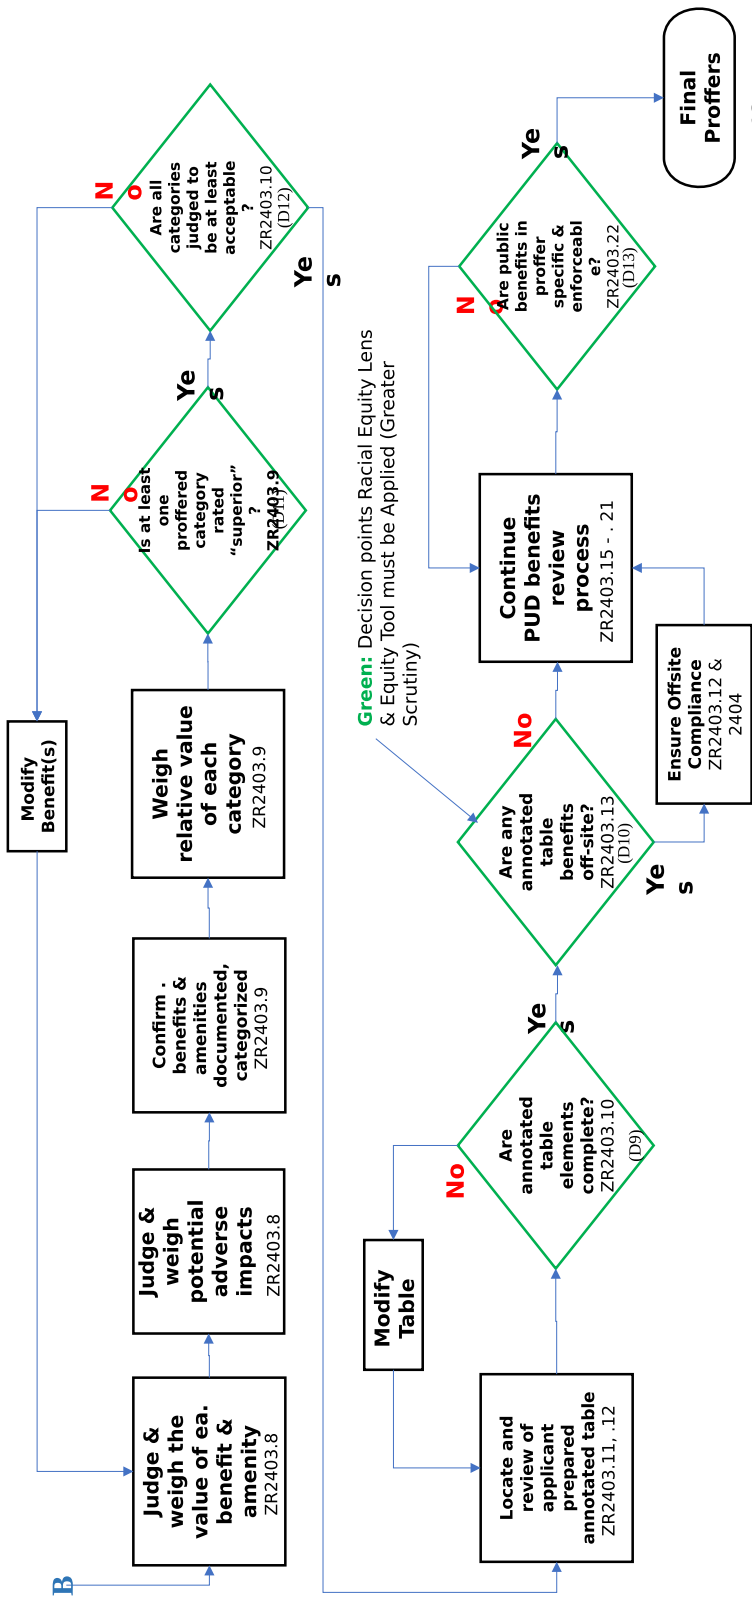 B
Judge &
weigh the
value of ea.
benefit &
amenity
ZR2403.8
Judge &
weigh
potential
adverse
impacts
ZR2403.8
Confirm .
benefits &
amenities
documented,
categorized
ZR2403.9
Weigh
relative value
of each
category
ZR2403.9
Modify
Benefit(s)
Is at least
one
proffered
category
rated
“superior”
?
ZR2403.9
(D11)
N
o
Ye
s
Are all
categories
judged to
be at least
acceptable
?
ZR2403.10
(D12)
N
o
Ye
s
Green: Decision points Racial Equity Lens
& Equity Tool must be Applied (Greater
Scrutiny)
Locate and
review of
applicant
prepared
annotated table
ZR2403.11, .12
Modify
Table
Are
annotated
table
elements
complete?
ZR2403.10
(D9)
No
Ye
s
Are any
annotated
table
benefits
off-site?
ZR2403.13
(D10)
No
Ye
s
Ensure Offsite
Compliance
ZR2403.12 &
2404
Continue
PUD benefits
review
process
ZR2403.15 - . 21
Are public
benefits in
proffer
specific &
enforceabl
e?
ZR2403.22
(D13)
N
o
Ye
s
Final
Proffers